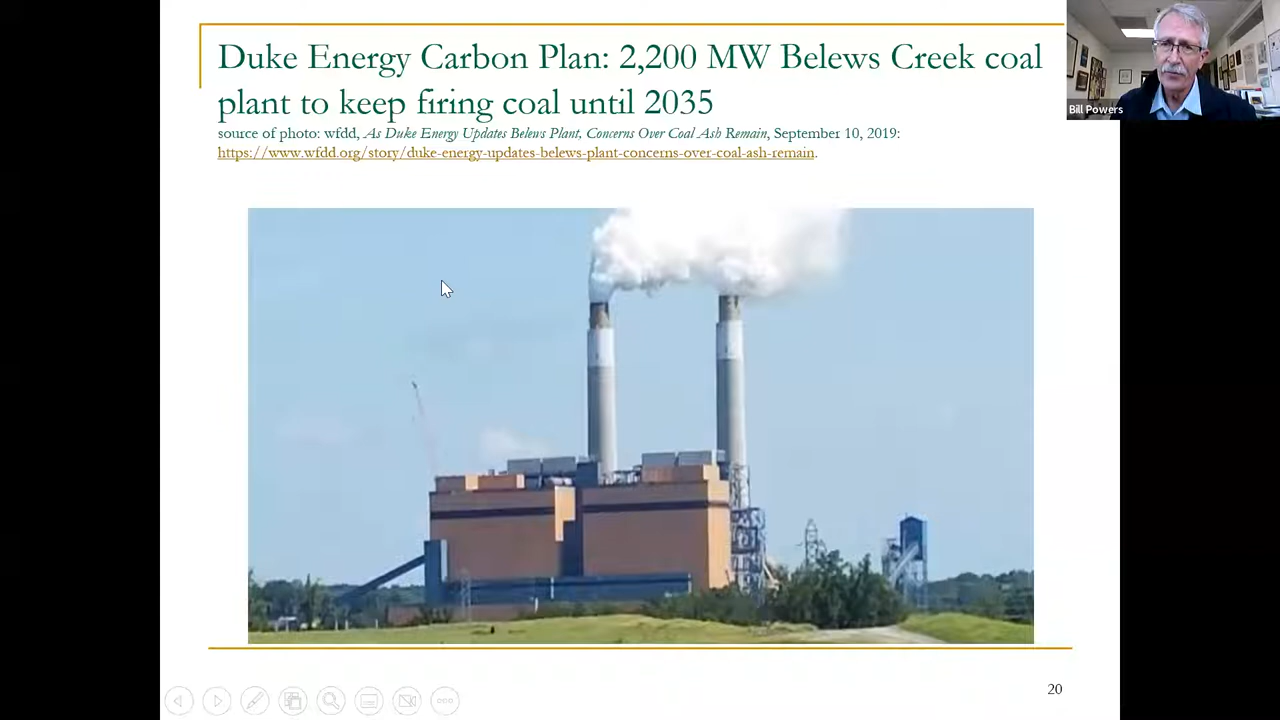 Duke Energy Carbon Plan: 2,200 MW Belews Creek coal
plant to keep firing coal until 2035
source of photo: wfdd, As Duke Energy Updates Belews Plant, Concerns Over Coal Ash Remain, September 10, 2019:
https://www.wfdd.org/story/duke-energy-updates-belews-plant-concerns-over-coal-ash-remain.
Bill Powers
20